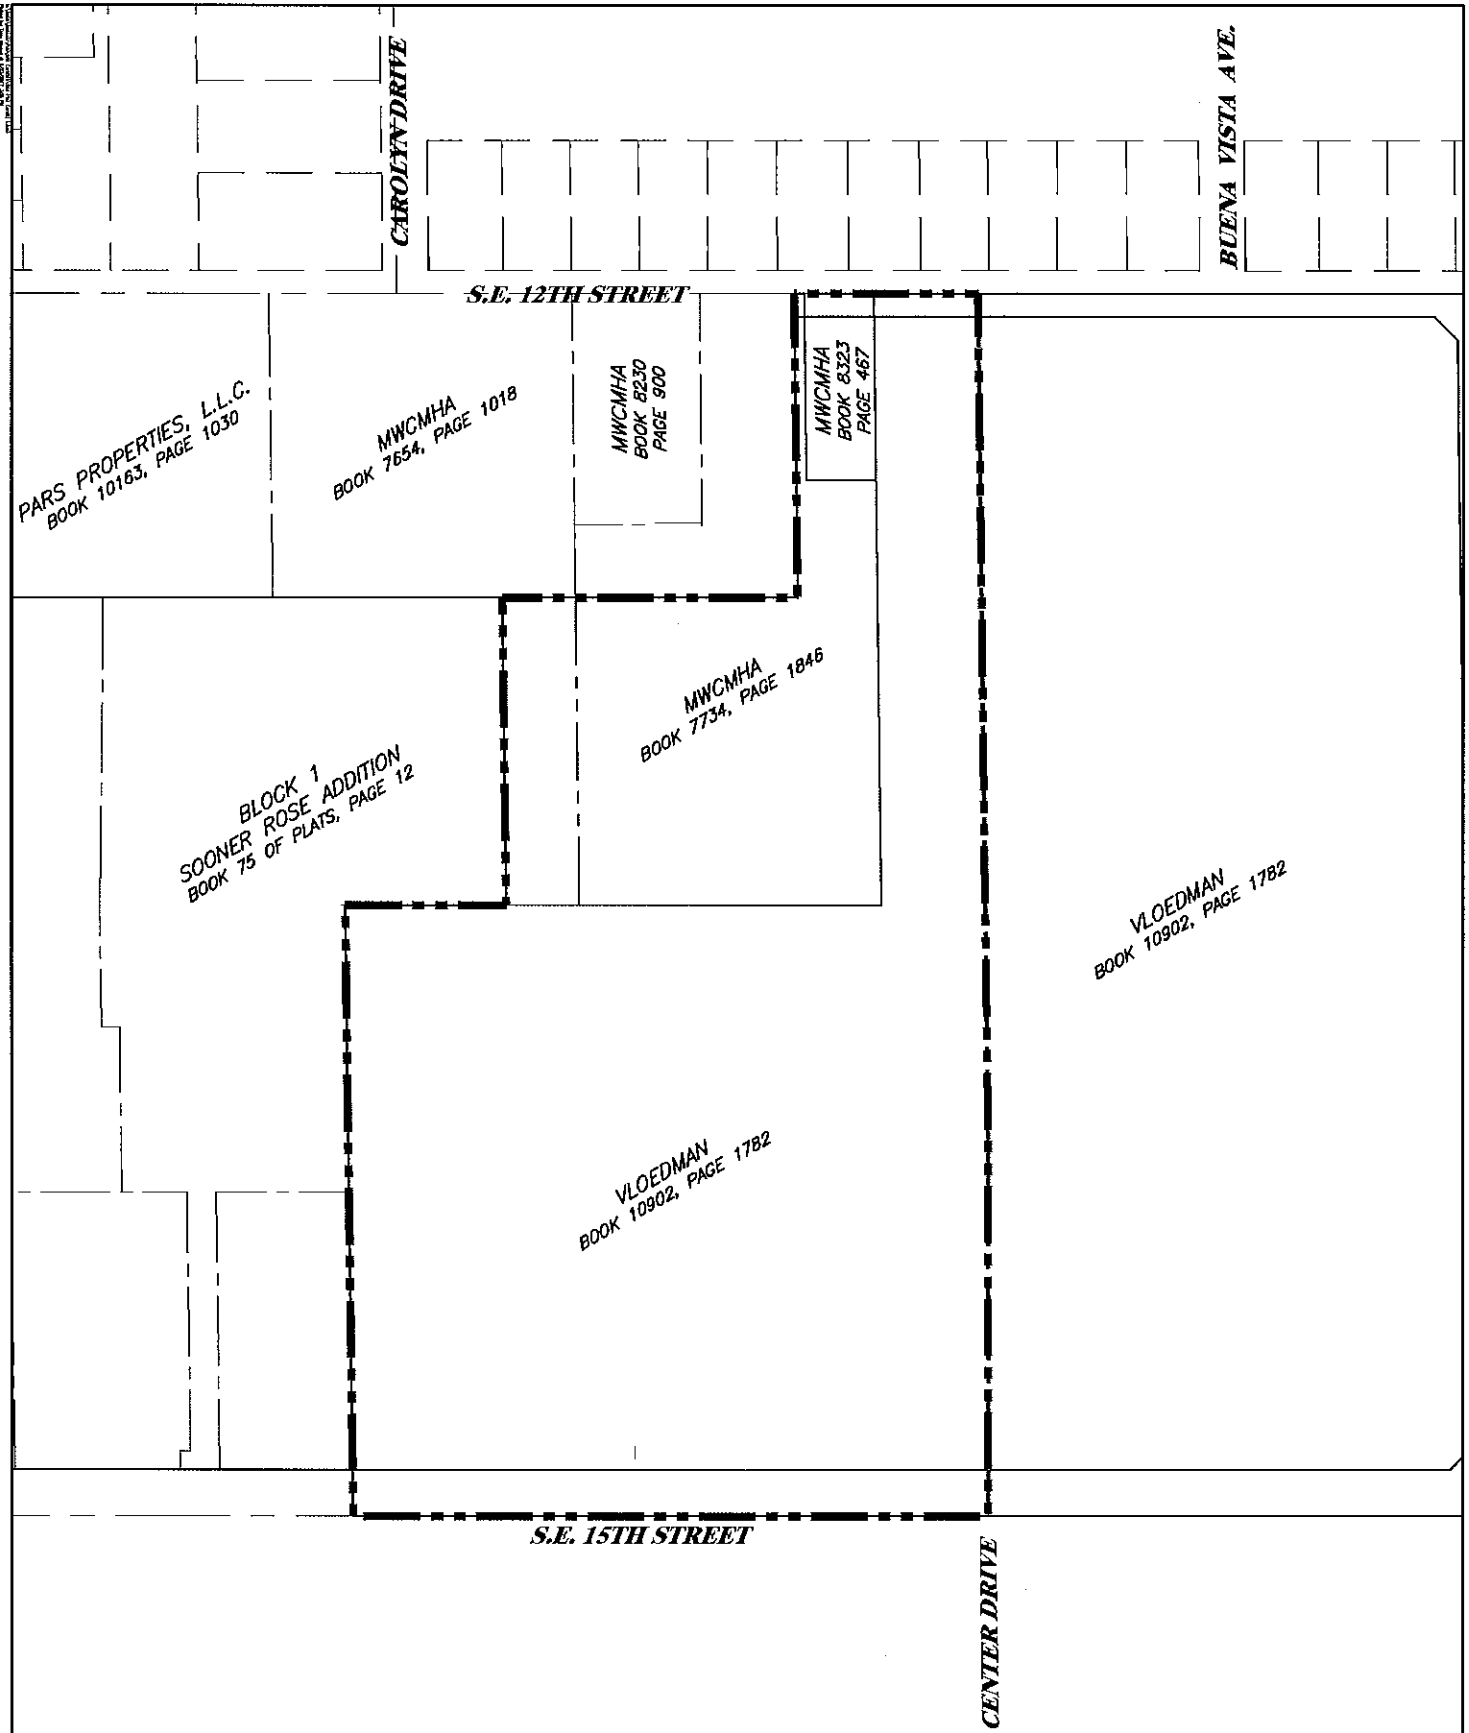 CAROLYN DRIVE
BUENA VISTA AVE.
S.E. 12TH STREET
PARS PROPERTIES, L.L.C.
BOOK 10163, PAGE 1030
MWCMHA
BOOK 7654, PAGE 1018
MWCMHA
BOOK 8230
PAGE 900
MWCMHA
BOOK 8323
PAGE 467
MWCMHA
BOOK 7734, PAGE 1846
BLOCK 1
SOONER ROSE ADDITION
BOOK 75 OF PLATS, PAGE 12
VLOEDMAN
BOOK 10902, PAGE 1782
VLOEDMAN
BOOK 10902, PAGE 1782
S.E. 15TH STREET
CENTER DRIVE